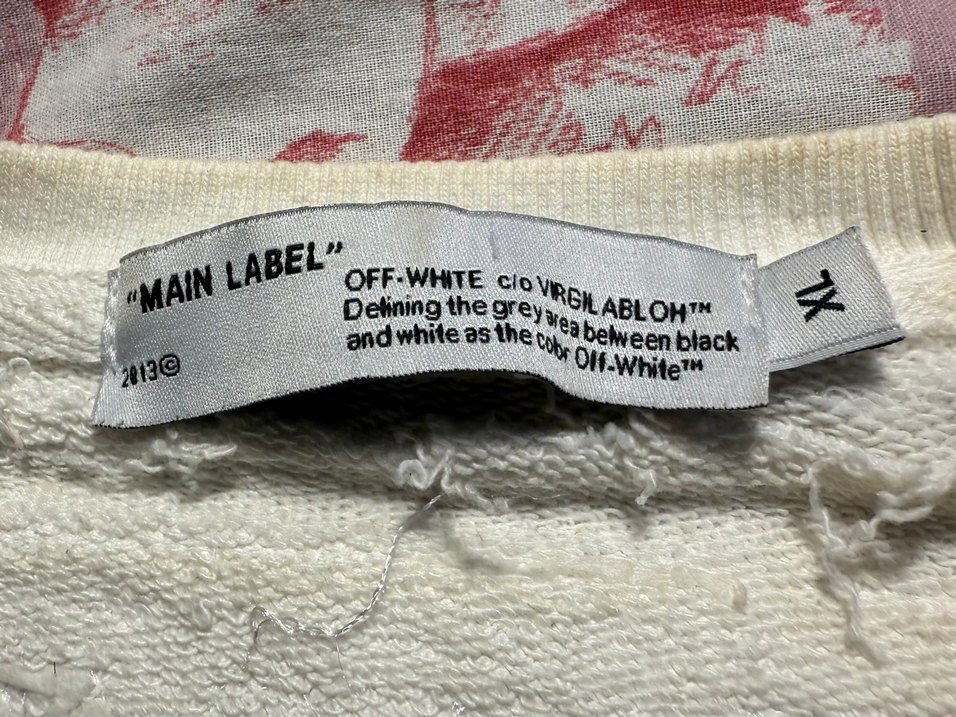 "MAIN LABEL"
2013©
OFF-WHITE c/o VIRGIL ABLOH™
Defining the grey area between black
and white as the color Off-White™
XL